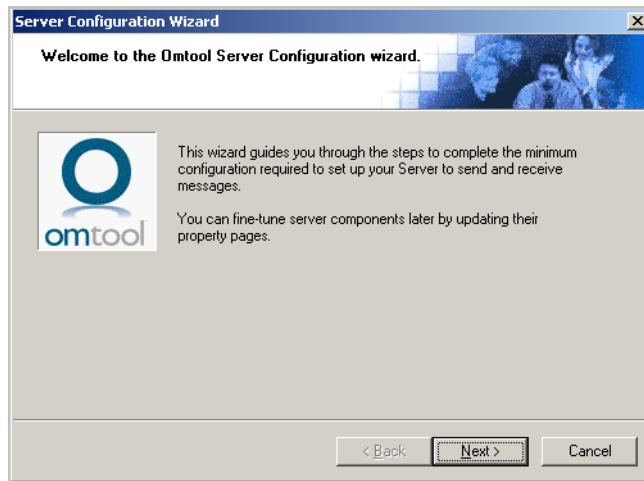 Server Configuration Wizard
Welcome to the Omtool Server Configuration wizard.
This wizard guides you through the steps to complete the minimum
configuration required to set up your Server to send and receive
messages.
You can fine-tune server components later by updating their
property pages.
omtool
< Back Next > Cancel